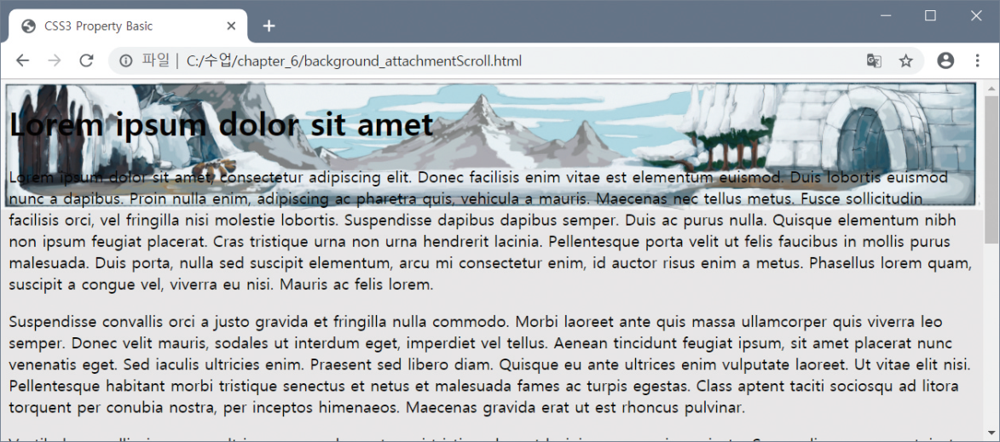 CSS3 Property Basic
파일 | C:/수업/chapter_6/background_attachmentScroll.html
Lorem ipsum dolor sit amet
Lorem ipsum dolor sit amet, consectetur adipiscing elit. Donec facilisis enim vitae est elementum euismod. Duis lobortis euismod
nunc a dapibus. Proin nulla enim, adipiscing ac pharetra quis, vehicula a mauris. Maecenas nec tellus metus. Fusce sollicitudin
facilisis orci, vel fringilla nisi molestie lobortis. Suspendisse dapibus dapibus semper. Duis ac purus nulla. Quisque elementum nibh
non ipsum feugiat placerat. Cras tristique urna non urna hendrerit lacinia. Pellentesque porta velit ut felis faucibus in mollis purus
malesuada. Duis porta, nulla sed suscipit elementum, arcu mi consectetur enim, id auctor risus enim a metus. Phasellus lorem quam,
suscipit a congue vel, viverra eu nisi. Mauris ac felis lorem.
Suspendisse convallis orci a justo gravida et fringilla nulla commodo. Morbi laoreet ante quis massa ullamcorper quis viverra leo
semper. Donec velit mauris, sodales ut interdum eget, imperdiet vel tellus. Aenean tincidunt feugiat ipsum, sit amet placerat nunc
venenatis eget. Sed iaculis ultricies enim. Praesent sed libero diam. Quisque eu ante ultrices enim vulputate laoreet. Ut vitae elit nisi.
Pellentesque habitant morbi tristique senectus et netus et malesuada fames ac turpis egestas. Class aptent taciti sociosqu ad litora
torquent per conubia nostra, per inceptos himenaeos. Maecenas gravida erat ut est rhoncus pulvinar.